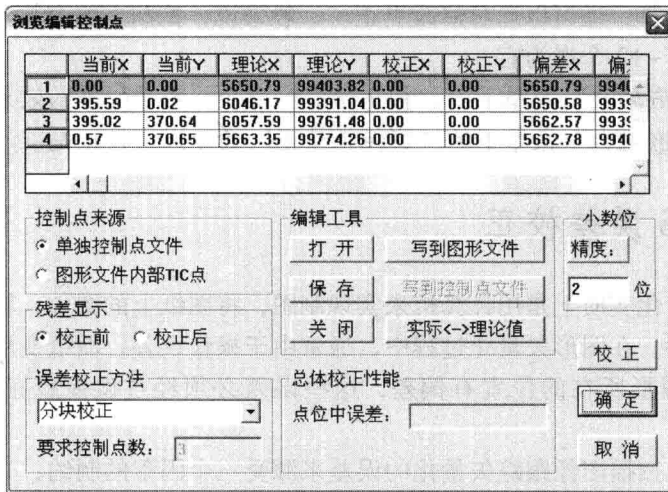 浏览编辑控制点
当前X 当前Y 理论X 理论Y 校正X 校正Y 偏差X 偏
1 0.00 0.00 5650.79 99403.82 0.00 0.00 5650.79 9940
2 395.59 0.02 6046.17 99391.04 0.00 0.00 5650.58 9939
3 395.02 370.64 6057.59 99761.48 0.00 0.00 5662.57 9939
4 0.57 370.65 5663.35 99774.26 0.00 0.00 5662.78 9940
控制点来源
单独控制点文件
图形文件内部TIC点
残差显示
校正前 校正后
误差校正方法
分块校正
要求控制点数： 3
编辑工具
打 开 写到图形文件
保 存 写到控制点文件
关 闭 实际<->理论值
总体校正性能
点位中误差：
小数位
精度：
2 位
校 正
确 定
取 消